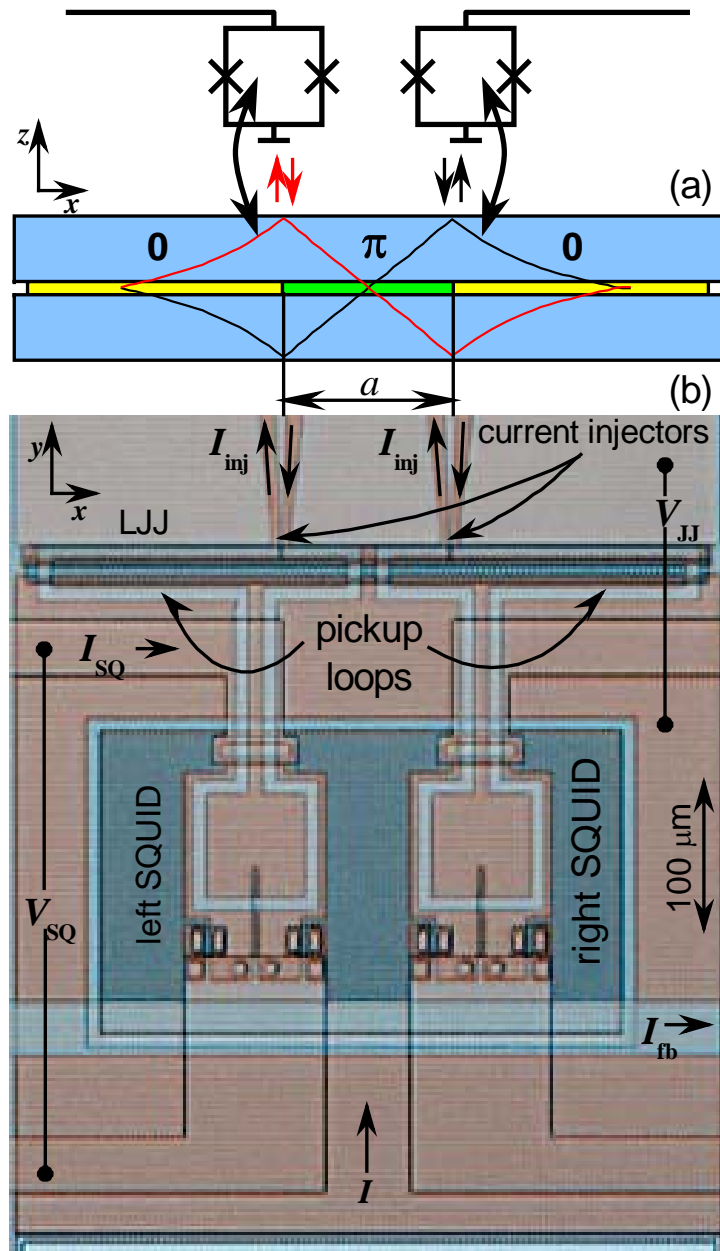 z
x
(a)
0 π 0
a
(b)
y
x
I_inj I_inj
current injectors
LJJ
V_JJ
I_SQ
pickup
loops
left SQUID
right SQUID
100 μm
V_SQ
I_fb
I